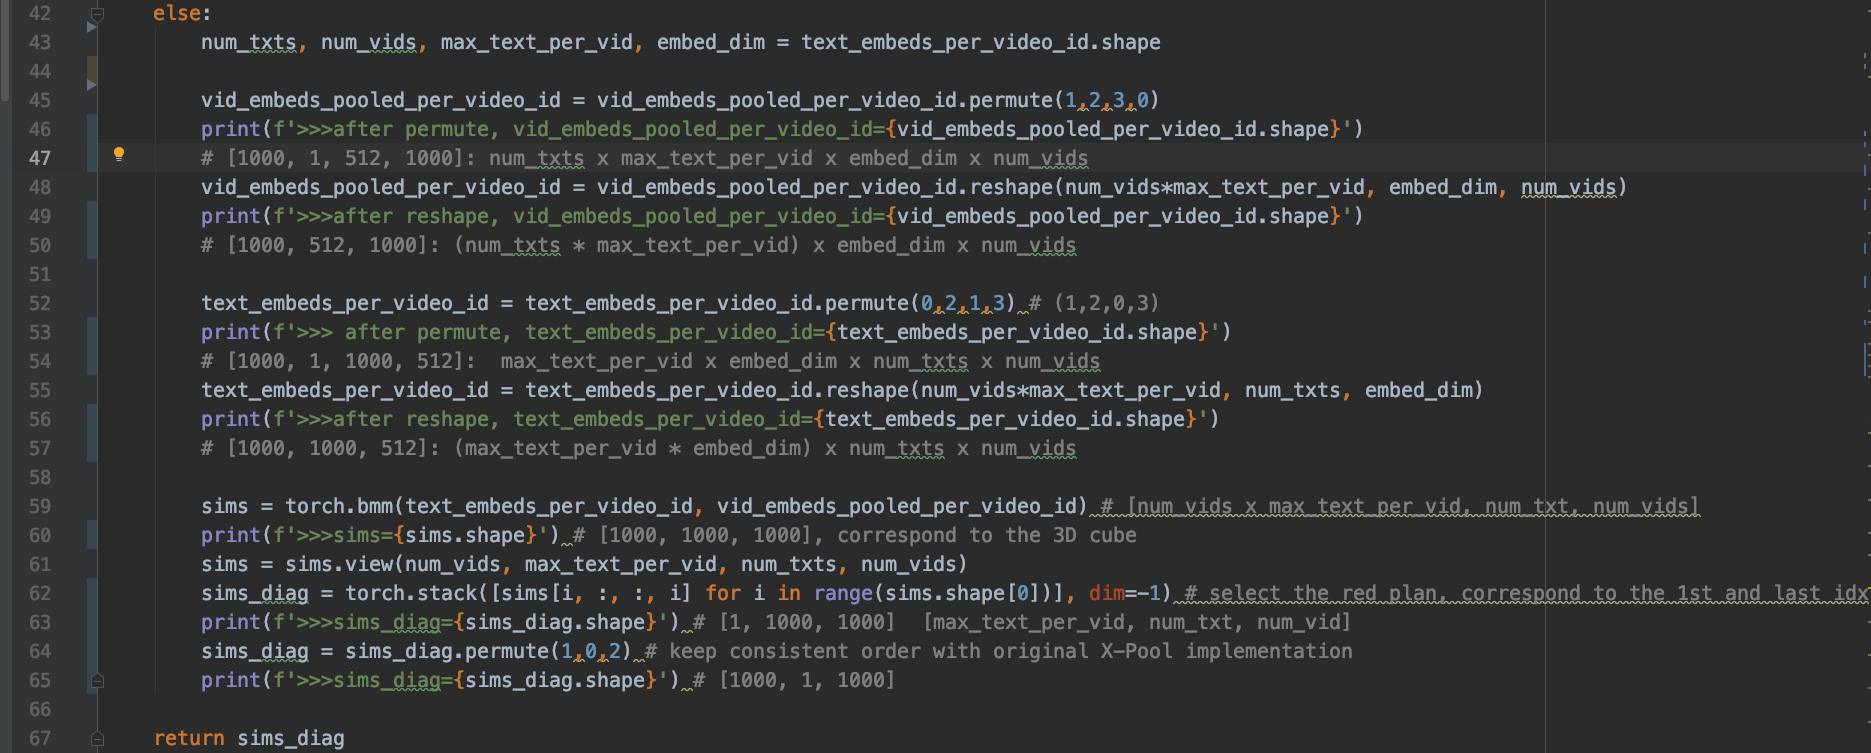 42 else:
43 num_txts, num_vids, max_text_per_vid, embed_dim = text_embeds_per_video_id.shape
44
45 vid_embeds_pooled_per_video_id = vid_embeds_pooled_per_video_id.permute(1,2,3,0)
46 print(f'>>>after permute, vid_embeds_pooled_per_video_id={vid_embeds_pooled_per_video_id.shape}')
47 # [1000, 1, 512, 1000]: num_txts x max_text_per_vid x embed_dim x num_vids
48 vid_embeds_pooled_per_video_id = vid_embeds_pooled_per_video_id.reshape(num_vids*max_text_per_vid, embed_dim, num_vids)
49 print(f'>>>after reshape, vid_embeds_pooled_per_video_id={vid_embeds_pooled_per_video_id.shape}')
50 # [1000, 512, 1000]: (num_txts * max_text_per_vid) x embed_dim x num_vids
51
52 text_embeds_per_video_id = text_embeds_per_video_id.permute(0,2,1,3) # (1,2,0,3)
53 print(f'>>> after permute, text_embeds_per_video_id={text_embeds_per_video_id.shape}')
54 # [1000, 1, 1000, 512]:  max_text_per_vid x embed_dim x num_txts x num_vids
55 text_embeds_per_video_id = text_embeds_per_video_id.reshape(num_vids*max_text_per_vid, num_txts, embed_dim)
56 print(f'>>>after reshape, text_embeds_per_video_id={text_embeds_per_video_id.shape}')
57 # [1000, 1000, 512]: (max_text_per_vid * embed_dim) x num_txts x num_vids
58
59 sims = torch.bmm(text_embeds_per_video_id, vid_embeds_pooled_per_video_id) # [num_vids x max_text_per_vid, num_txt, num_vids]
60 print(f'>>>sims={sims.shape}') # [1000, 1000, 1000], correspond to the 3D cube
61 sims = sims.view(num_vids, max_text_per_vid, num_txts, num_vids)
62 sims_diag = torch.stack([sims[i, :, :, i] for i in range(sims.shape[0])], dim=-1) # select the red plan, correspond to the 1st and last idx
63 print(f'>>>sims_diag={sims_diag.shape}') # [1, 1000, 1000]  [max_text_per_vid, num_txt, num_vid]
64 sims_diag = sims_diag.permute(1,0,2) # keep consistent order with original X-Pool implementation
65 print(f'>>>sims_diag={sims_diag.shape}') # [1000, 1, 1000]
66
67 return sims_diag